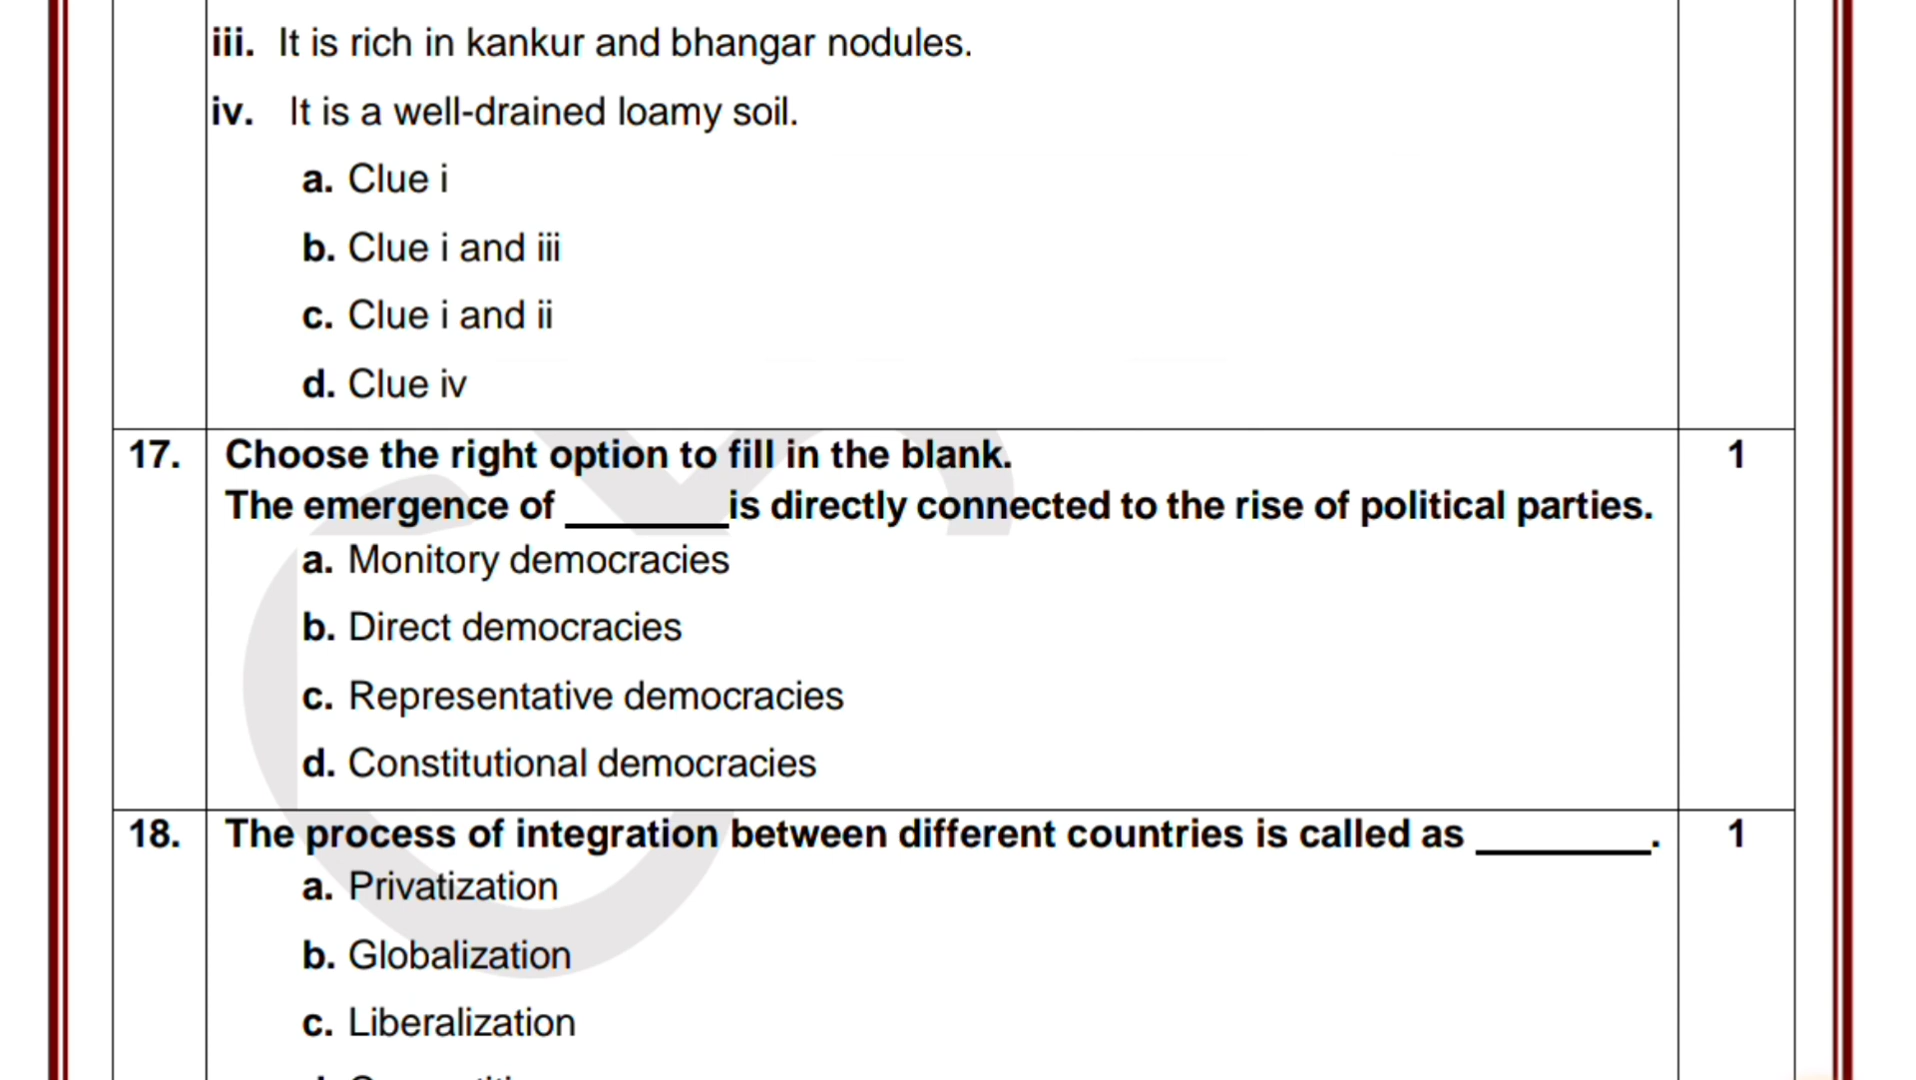 iii. It is rich in kankur and bhangar nodules.
iv. It is a well-drained loamy soil.
a. Clue i
b. Clue i and iii
c. Clue i and ii
d. Clue iv
17. Choose the right option to fill in the blank. 1
The emergence of ________is directly connected to the rise of political parties.
a. Monitory democracies
b. Direct democracies
c. Representative democracies
d. Constitutional democracies
18. The process of integration between different countries is called as ________. 1
a. Privatization
b. Globalization
c. Liberalization